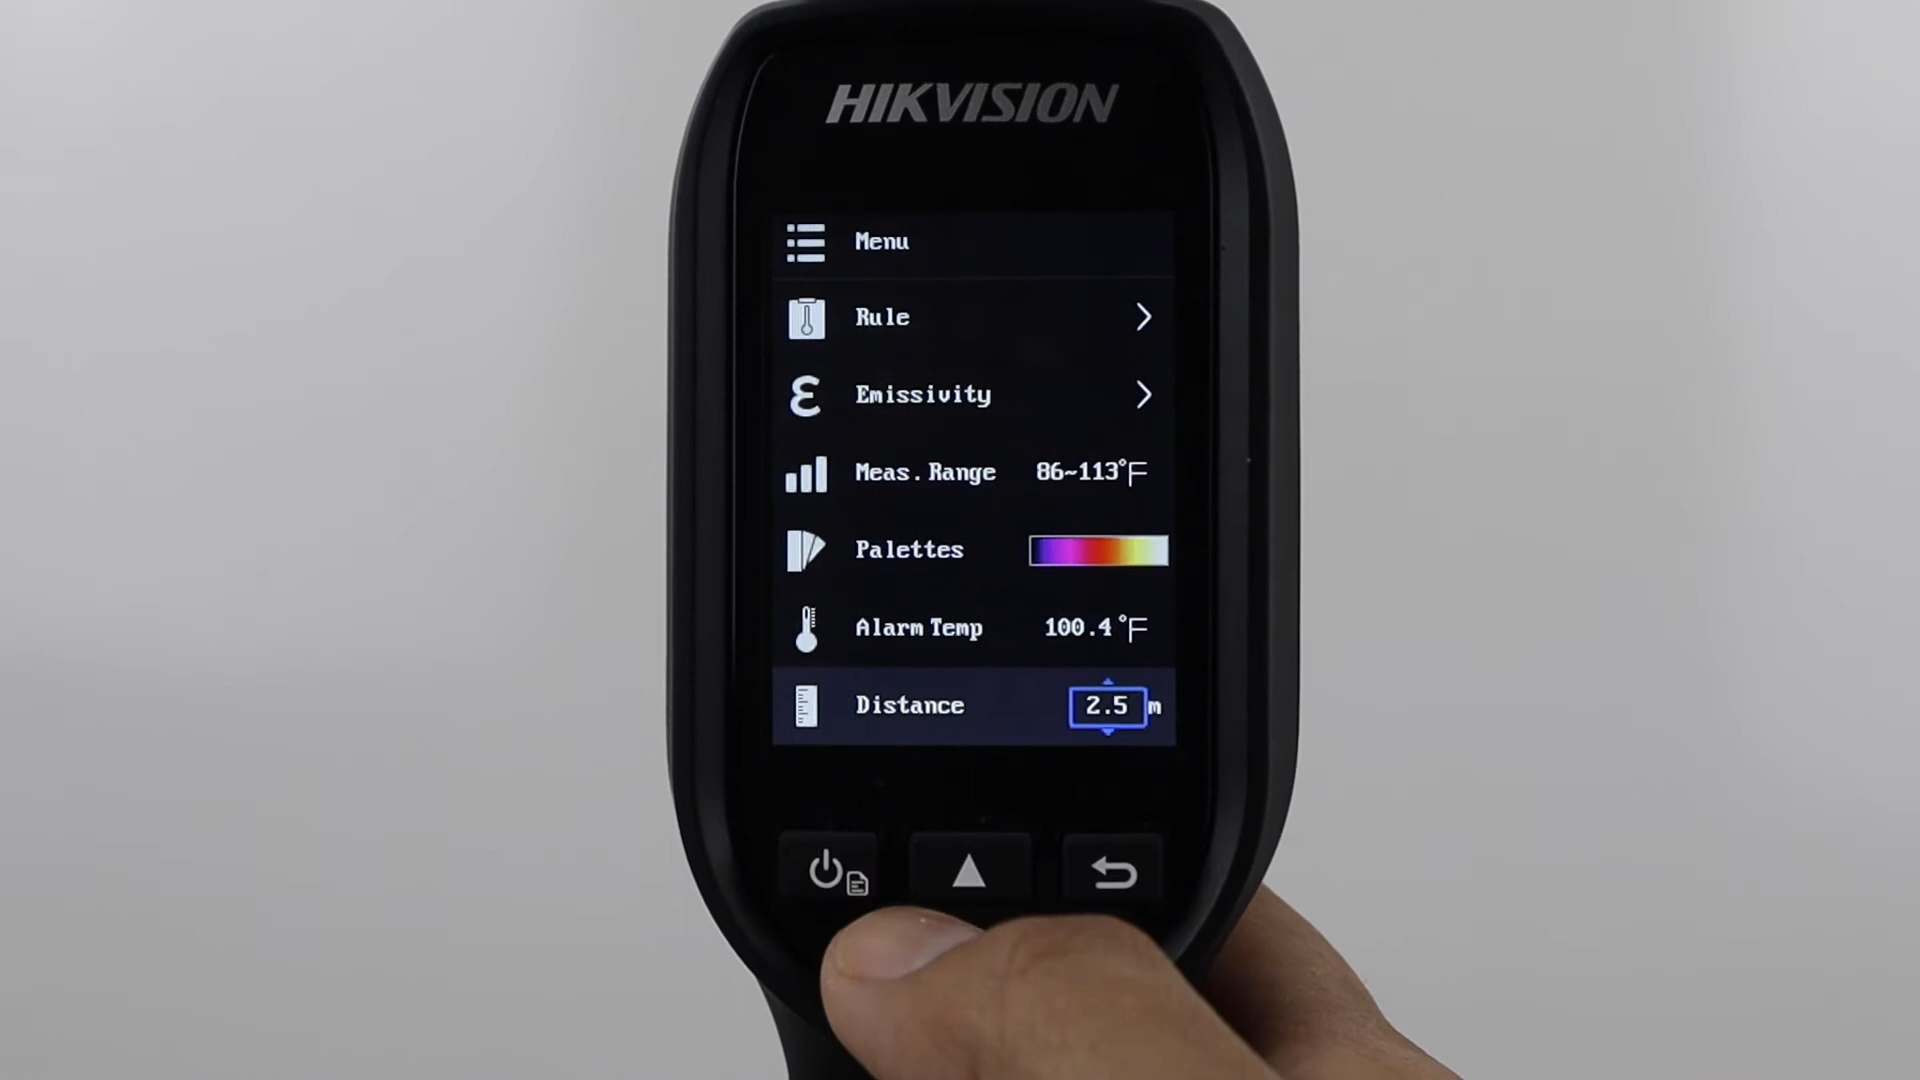 HIKVISION
Menu
Rule
Emissivity
Meas.Range 86~113°F
Palettes
Alarm Temp 100.4°F
Distance 2.5 m